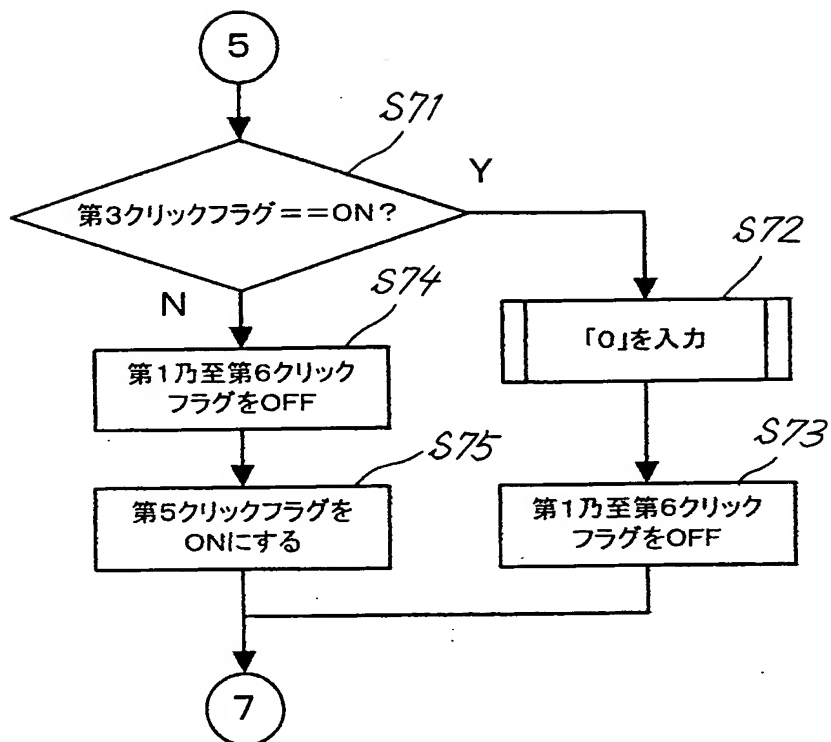 5
S71
第3クリックフラグ==ON?
Y
N
S74
第1乃至第6クリック
フラグをOFF
S75
第5クリックフラグを
ONにする
S72
「0」を入力
S73
第1乃至第6クリック
フラグをOFF
7